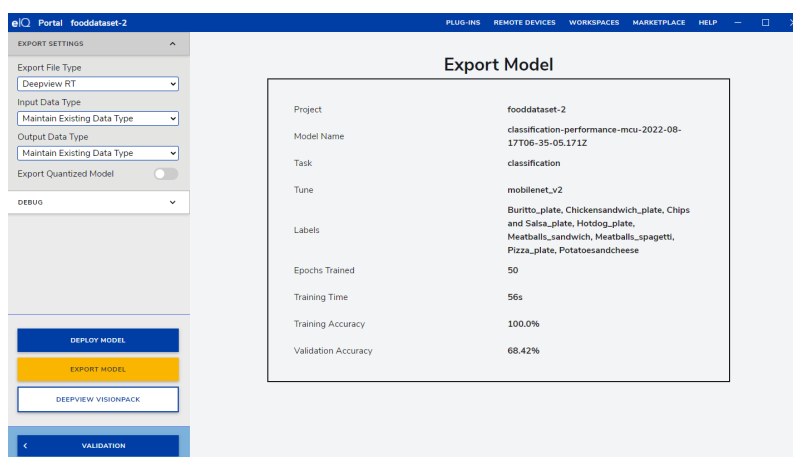 eIQ Portal fooddataset-2 PLUG-INS REMOTE DEVICES WORKSPACES MARKETPLACE HELP
EXPORT SETTINGS
Export File Type
Deepview RT
Input Data Type
Maintain Existing Data Type
Output Data Type
Maintain Existing Data Type
Export Quantized Model
DEBUG
DEPLOY MODEL
EXPORT MODEL
DEEPVIEW VISIONPACK
VALIDATION
Export Model
Project fooddataset-2
Model Name classification-performance-mcu-2022-08-
17T06-35-05.171Z
Task classification
Tune mobilenet_v2
Labels Buritto_plate, Chickensandwich_plate, Chips
and Salsa_plate, Hotdog_plate,
Meatballs_sandwich, Meatballs_spagetti,
Pizza_plate, Potatoesandcheese
Epochs Trained 50
Training Time 56s
Training Accuracy 100.0%
Validation Accuracy 68.42%